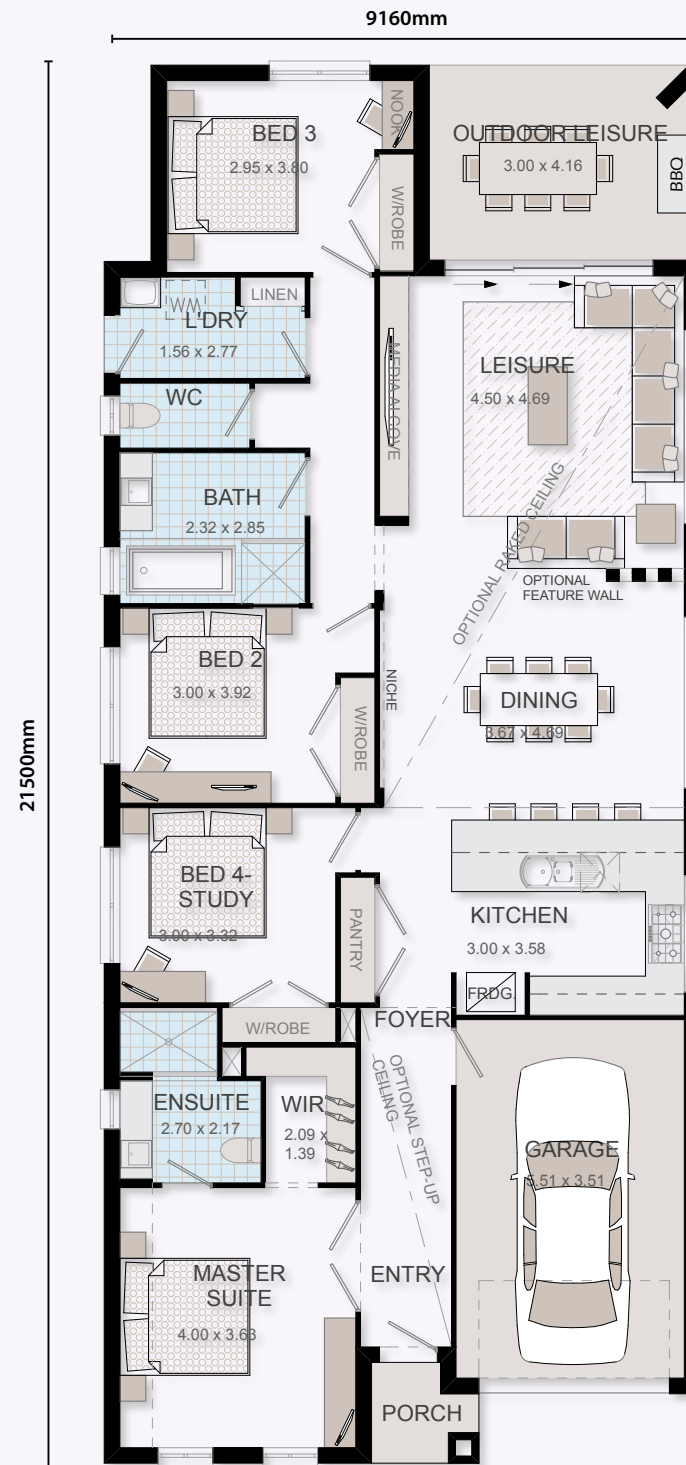 9160mm
21500mm
BED 3
2.95 x 3.80
NOOK
W/ROBE
OUTDOOR LEISURE
3.00 x 4.16
BBQ
LINEN
L'DRY
1.56 x 2.77
WC
BATH
2.32 x 2.85
MEDIA ALCOVE
LEISURE
4.50 x 4.69
OPTIONAL RAKED CEILING
OPTIONAL
FEATURE WALL
BED 2
3.00 x 3.92
W/ROBE
NICHE
DINING
3.67 x 4.69
BED 4-
STUDY
3.00 x 3.32
PANTRY
KITCHEN
3.00 x 3.58
FRDG.
W/ROBE
FOYER
OPTIONAL STEP-UP
CEILING
ENSUITE
2.70 x 2.17
WIR
2.09 x
1.39
GARAGE
5.51 x 3.51
MASTER
SUITE
4.00 x 3.63
ENTRY
PORCH